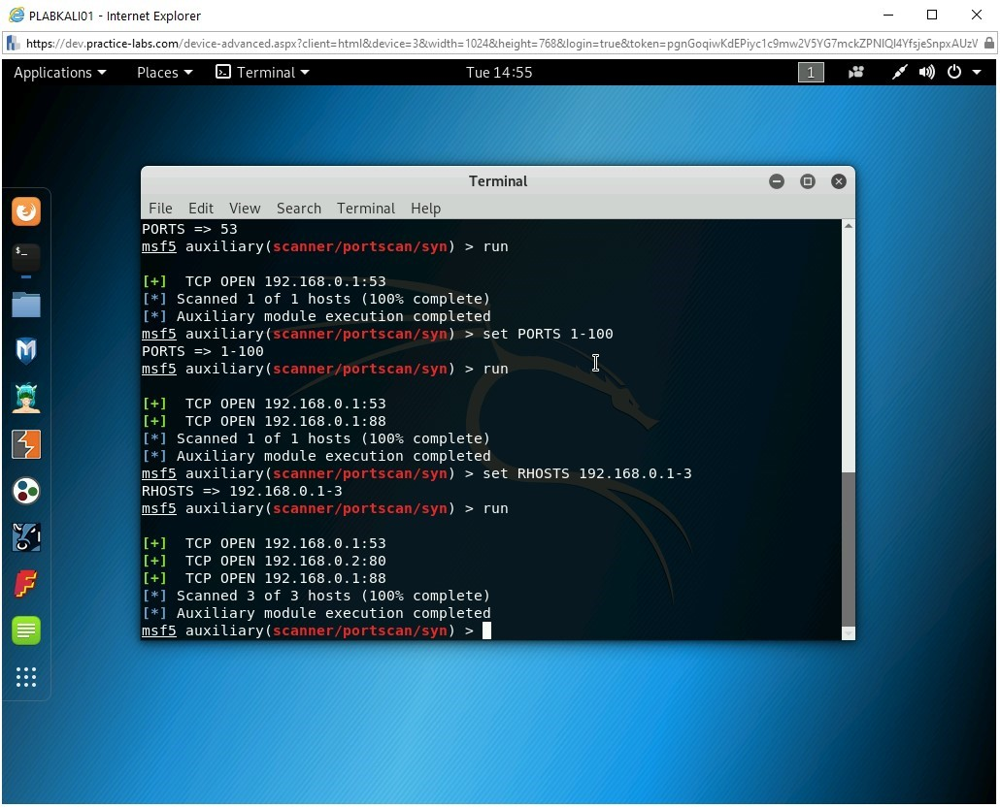 PLABKALI01 - Internet Explorer
https://dev.practice-labs.com/device-advanced.aspx?client=html&device=3&width=1024&height=768&login=true&token=pgnGoqiwKdEPiyc1c9mw2V5YG7mckZPNIQI4YfsjeSnpxAUzV
Applications Places Terminal Tue 14:55 1
Terminal
File Edit View Search Terminal Help
PORTS => 53
msf5 auxiliary(scanner/portscan/syn) > run
[+] TCP OPEN 192.168.0.1:53
[*] Scanned 1 of 1 hosts (100% complete)
[*] Auxiliary module execution completed
msf5 auxiliary(scanner/portscan/syn) > set PORTS 1-100
PORTS => 1-100
msf5 auxiliary(scanner/portscan/syn) > run
[+] TCP OPEN 192.168.0.1:53
[+] TCP OPEN 192.168.0.1:88
[*] Scanned 1 of 1 hosts (100% complete)
[*] Auxiliary module execution completed
msf5 auxiliary(scanner/portscan/syn) > set RHOSTS 192.168.0.1-3
RHOSTS => 192.168.0.1-3
msf5 auxiliary(scanner/portscan/syn) > run
[+] TCP OPEN 192.168.0.1:53
[+] TCP OPEN 192.168.0.2:80
[+] TCP OPEN 192.168.0.1:88
[*] Scanned 3 of 3 hosts (100% complete)
[*] Auxiliary module execution completed
msf5 auxiliary(scanner/portscan/syn) >